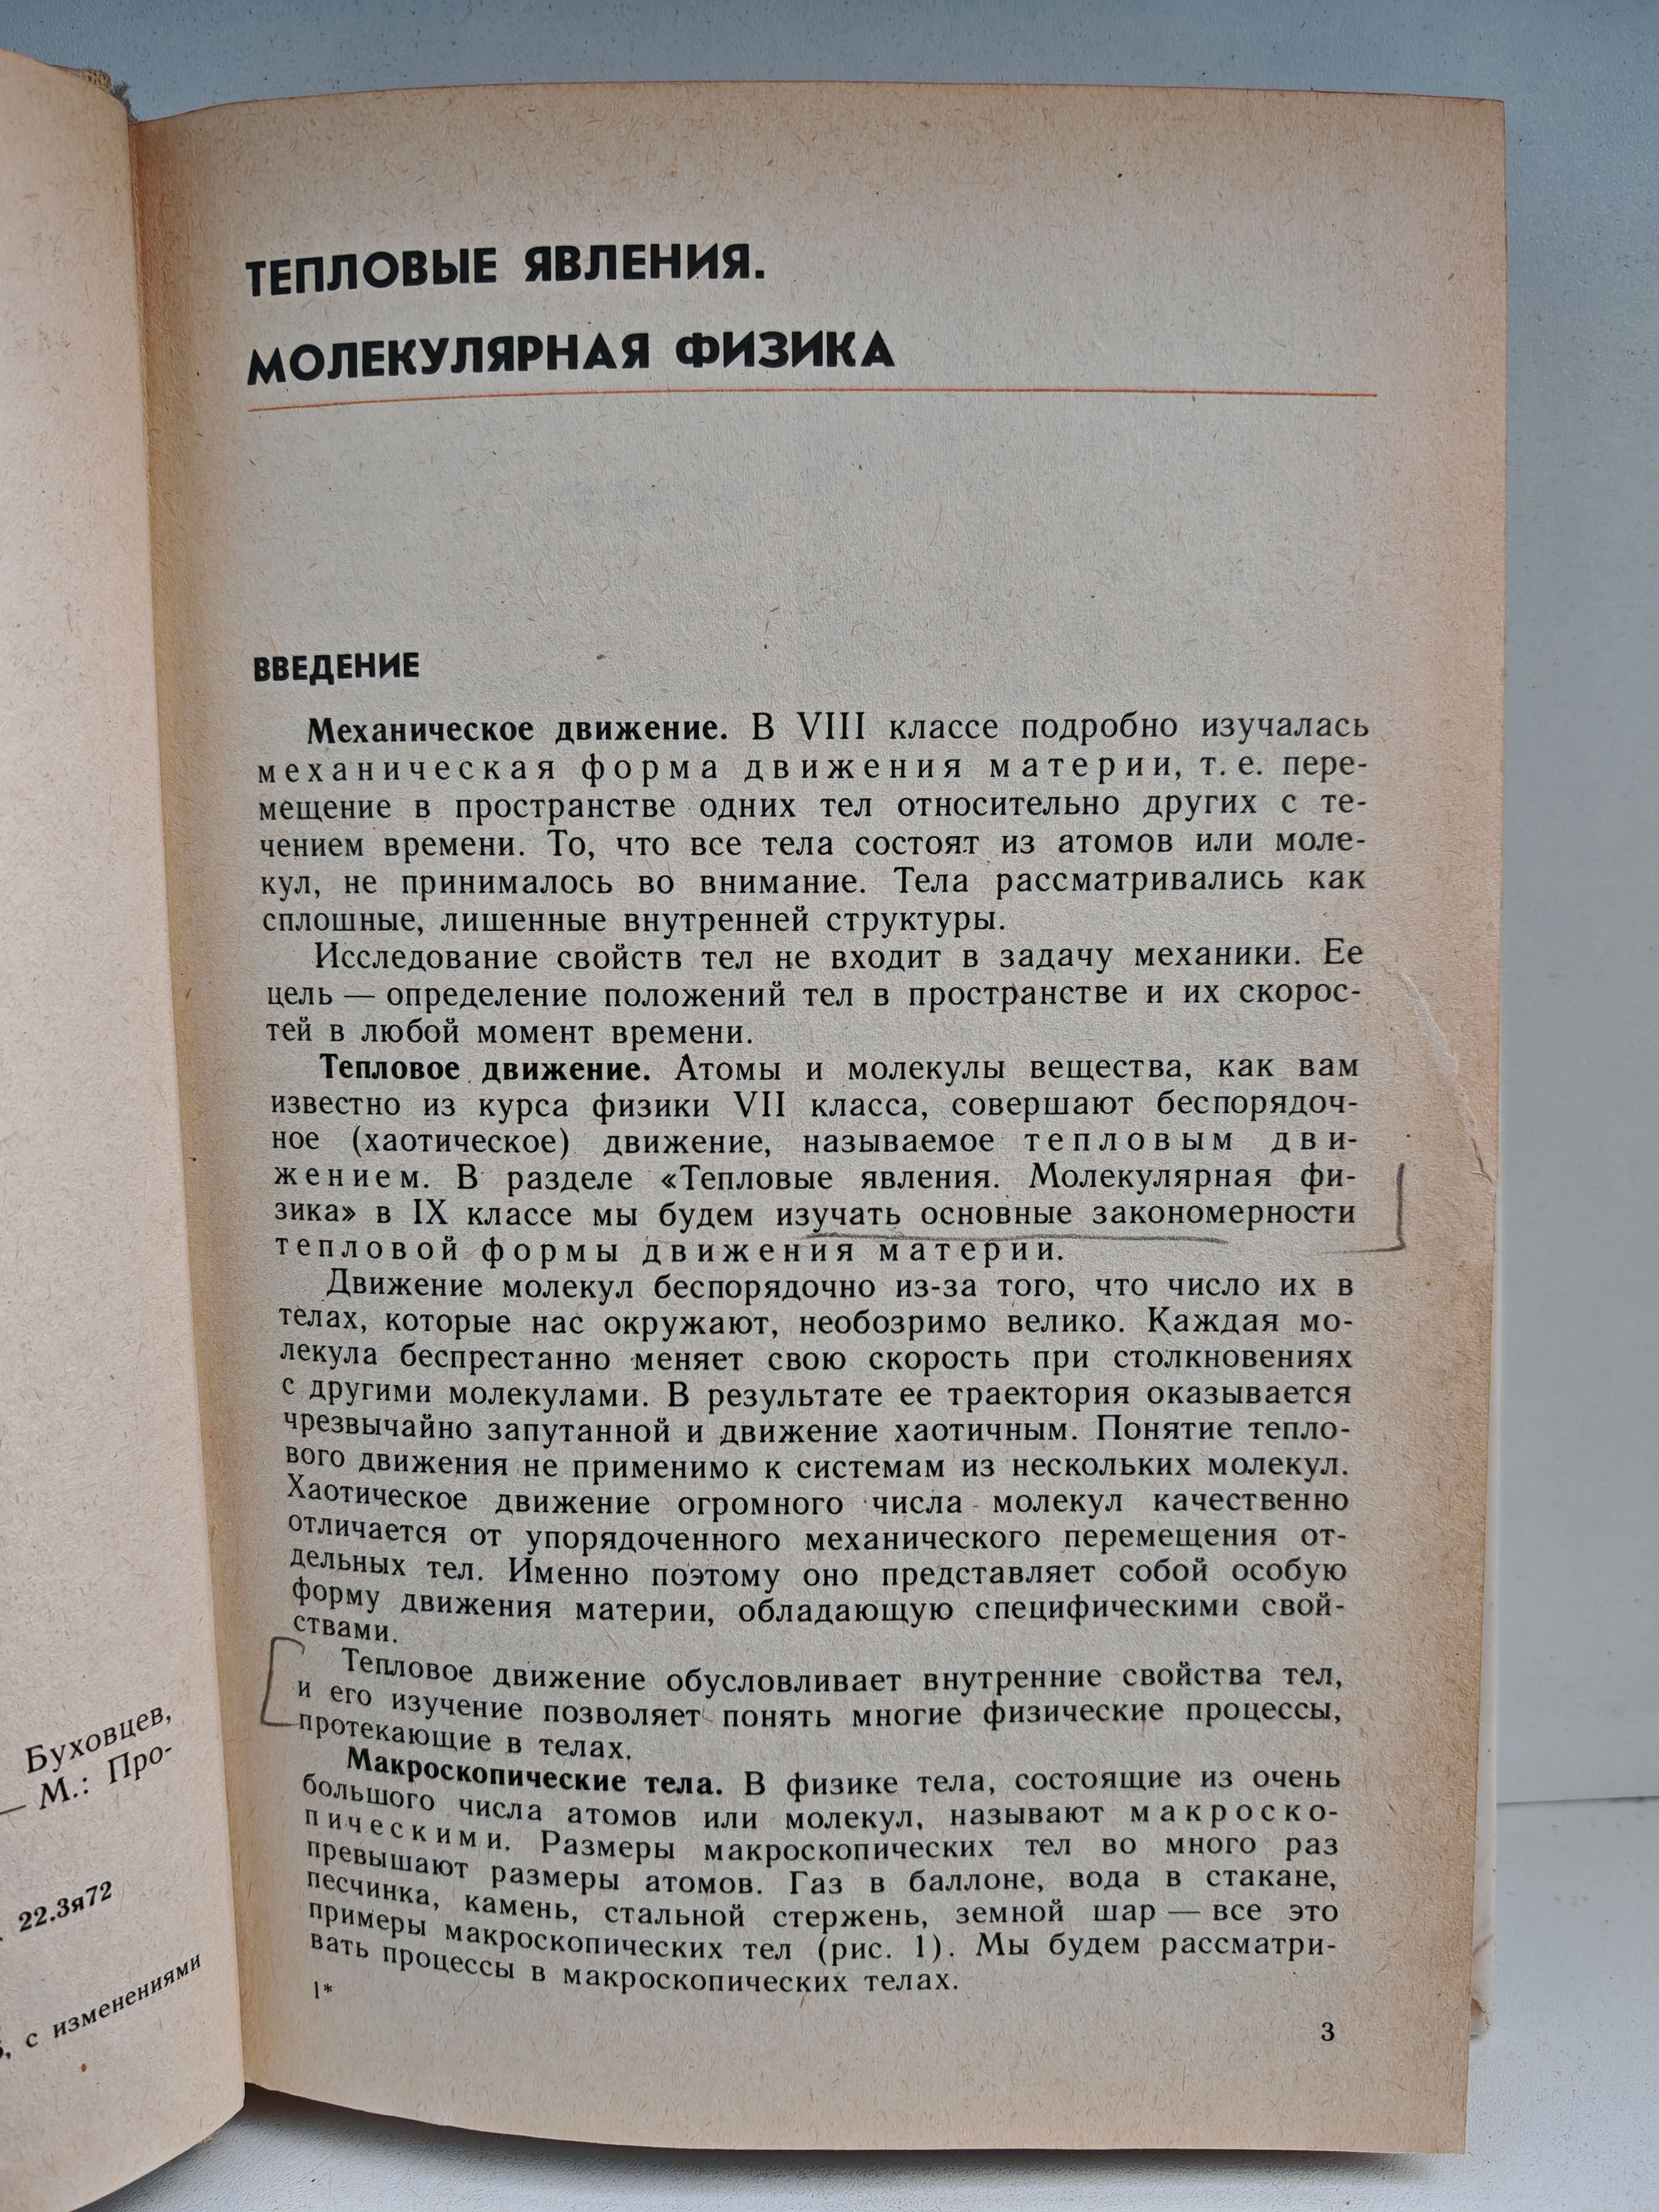 Буховцев,
— М.: Про-
22.3я72
с изменениями
ТЕПЛОВЫЕ ЯВЛЕНИЯ.
МОЛЕКУЛЯРНАЯ ФИЗИКА
ВВЕДЕНИЕ
Механическое движение. В VIII классе подробно изучалась
механическая форма движения материи, т. е. пере-
мещение в пространстве одних тел относительно других с те-
чением времени. То, что все тела состоят из атомов или моле-
кул, не принималось во внимание. Тела рассматривались как
сплошные, лишенные внутренней структуры.
Исследование свойств тел не входит в задачу механики. Ее
цель — определение положений тел в пространстве и их скорос-
тей в любой момент времени.
Тепловое движение. Атомы и молекулы вещества, как вам
известно из курса физики VII класса, совершают беспорядоч-
ное (хаотическое) движение, называемое тепловым дви-
жением. В разделе «Тепловые явления. Молекулярная фи-
зика» в IX классе мы будем изучать основные закономерности
тепловой формы движения материи.
Движение молекул беспорядочно из-за того, что число их в
телах, которые нас окружают, необозримо велико. Каждая мо-
лекула беспрестанно меняет свою скорость при столкновениях
с другими молекулами. В результате ее траектория оказывается
чрезвычайно запутанной и движение хаотичным. Понятие тепло-
вого движения не применимо к системам из нескольких молекул.
Хаотическое движение огромного числа молекул качественно
отличается от упорядоченного механического перемещения от-
дельных тел. Именно поэтому оно представляет собой особую
форму движения материи, обладающую специфическими свой-
ствами.
Тепловое движение обусловливает внутренние свойства тел,
и его изучение позволяет понять многие физические процессы,
протекающие в телах.
Макроскопические тела. В физике тела, состоящие из очень
большого числа атомов или молекул, называют макроско-
пическими. Размеры макроскопических тел во много раз
превышают размеры атомов. Газ в баллоне, вода в стакане,
песчинка, камень, стальной стержень, земной шар — все это
примеры макроскопических тел (рис. 1). Мы будем рассматри-
вать процессы в макроскопических телах.
1*
3